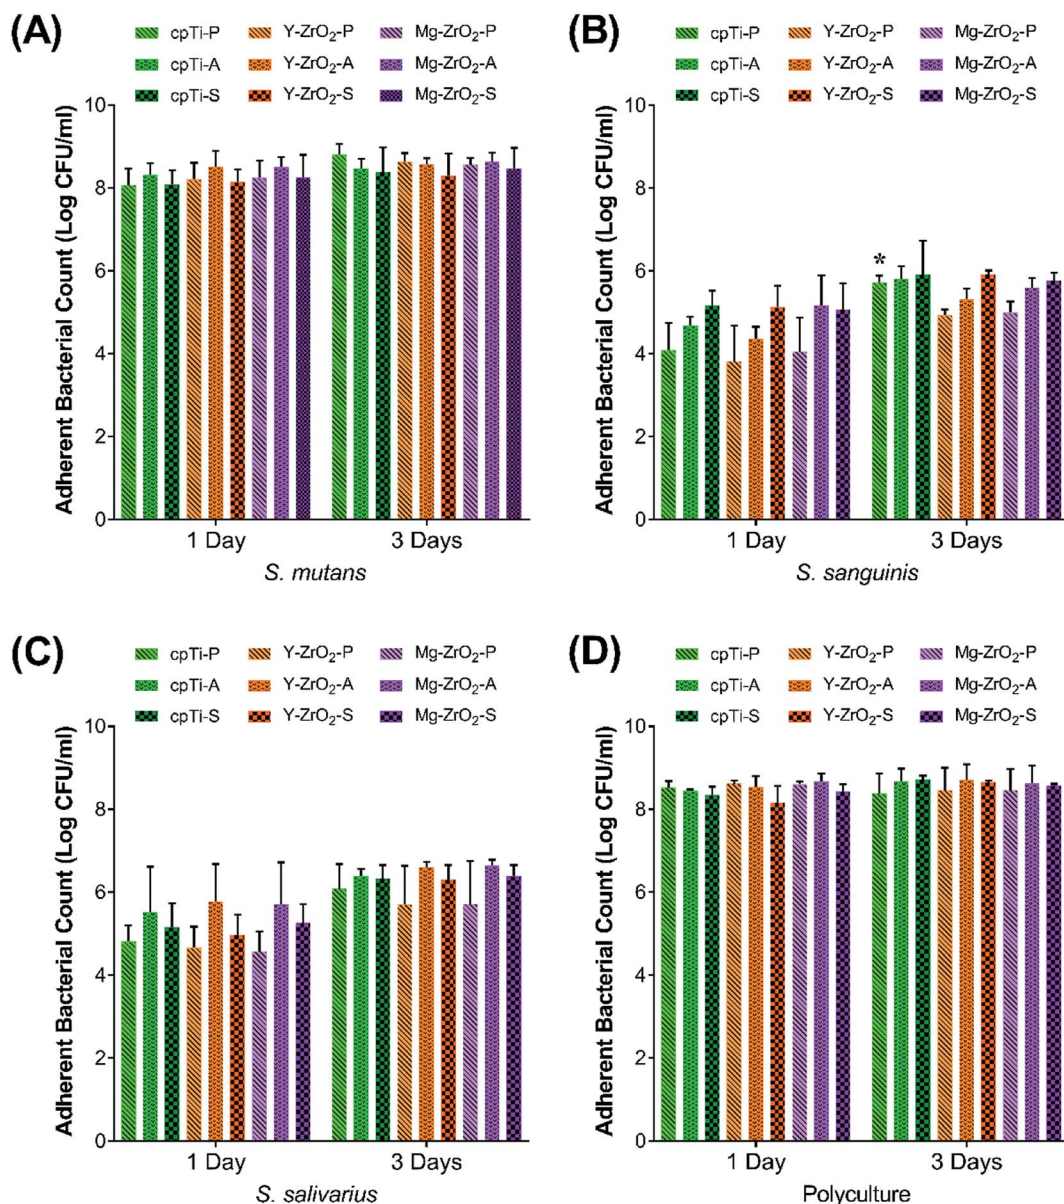 (A)
cpTi-P Y-ZrO₂-P Mg-ZrO₂-P
cpTi-A Y-ZrO₂-A Mg-ZrO₂-A
cpTi-S Y-ZrO₂-S Mg-ZrO₂-S
Adherent Bacterial Count (Log CFU/ml)
10
8
6
4
2
0
1 Day 3 Days
S. mutans
(B)
cpTi-P Y-ZrO₂-P Mg-ZrO₂-P
cpTi-A Y-ZrO₂-A Mg-ZrO₂-A
cpTi-S Y-ZrO₂-S Mg-ZrO₂-S
Adherent Bacterial Count (Log CFU/ml)
10
8
6
4
2
0
*
1 Day 3 Days
S. sanguinis
(C)
cpTi-P Y-ZrO₂-P Mg-ZrO₂-P
cpTi-A Y-ZrO₂-A Mg-ZrO₂-A
cpTi-S Y-ZrO₂-S Mg-ZrO₂-S
Adherent Bacterial Count (Log CFU/ml)
10
8
6
4
2
0
1 Day 3 Days
S. salivarius
(D)
cpTi-P Y-ZrO₂-P Mg-ZrO₂-P
cpTi-A Y-ZrO₂-A Mg-ZrO₂-A
cpTi-S Y-ZrO₂-S Mg-ZrO₂-S
Adherent Bacterial Count (Log CFU/ml)
10
8
6
4
2
0
1 Day 3 Days
Polyculture